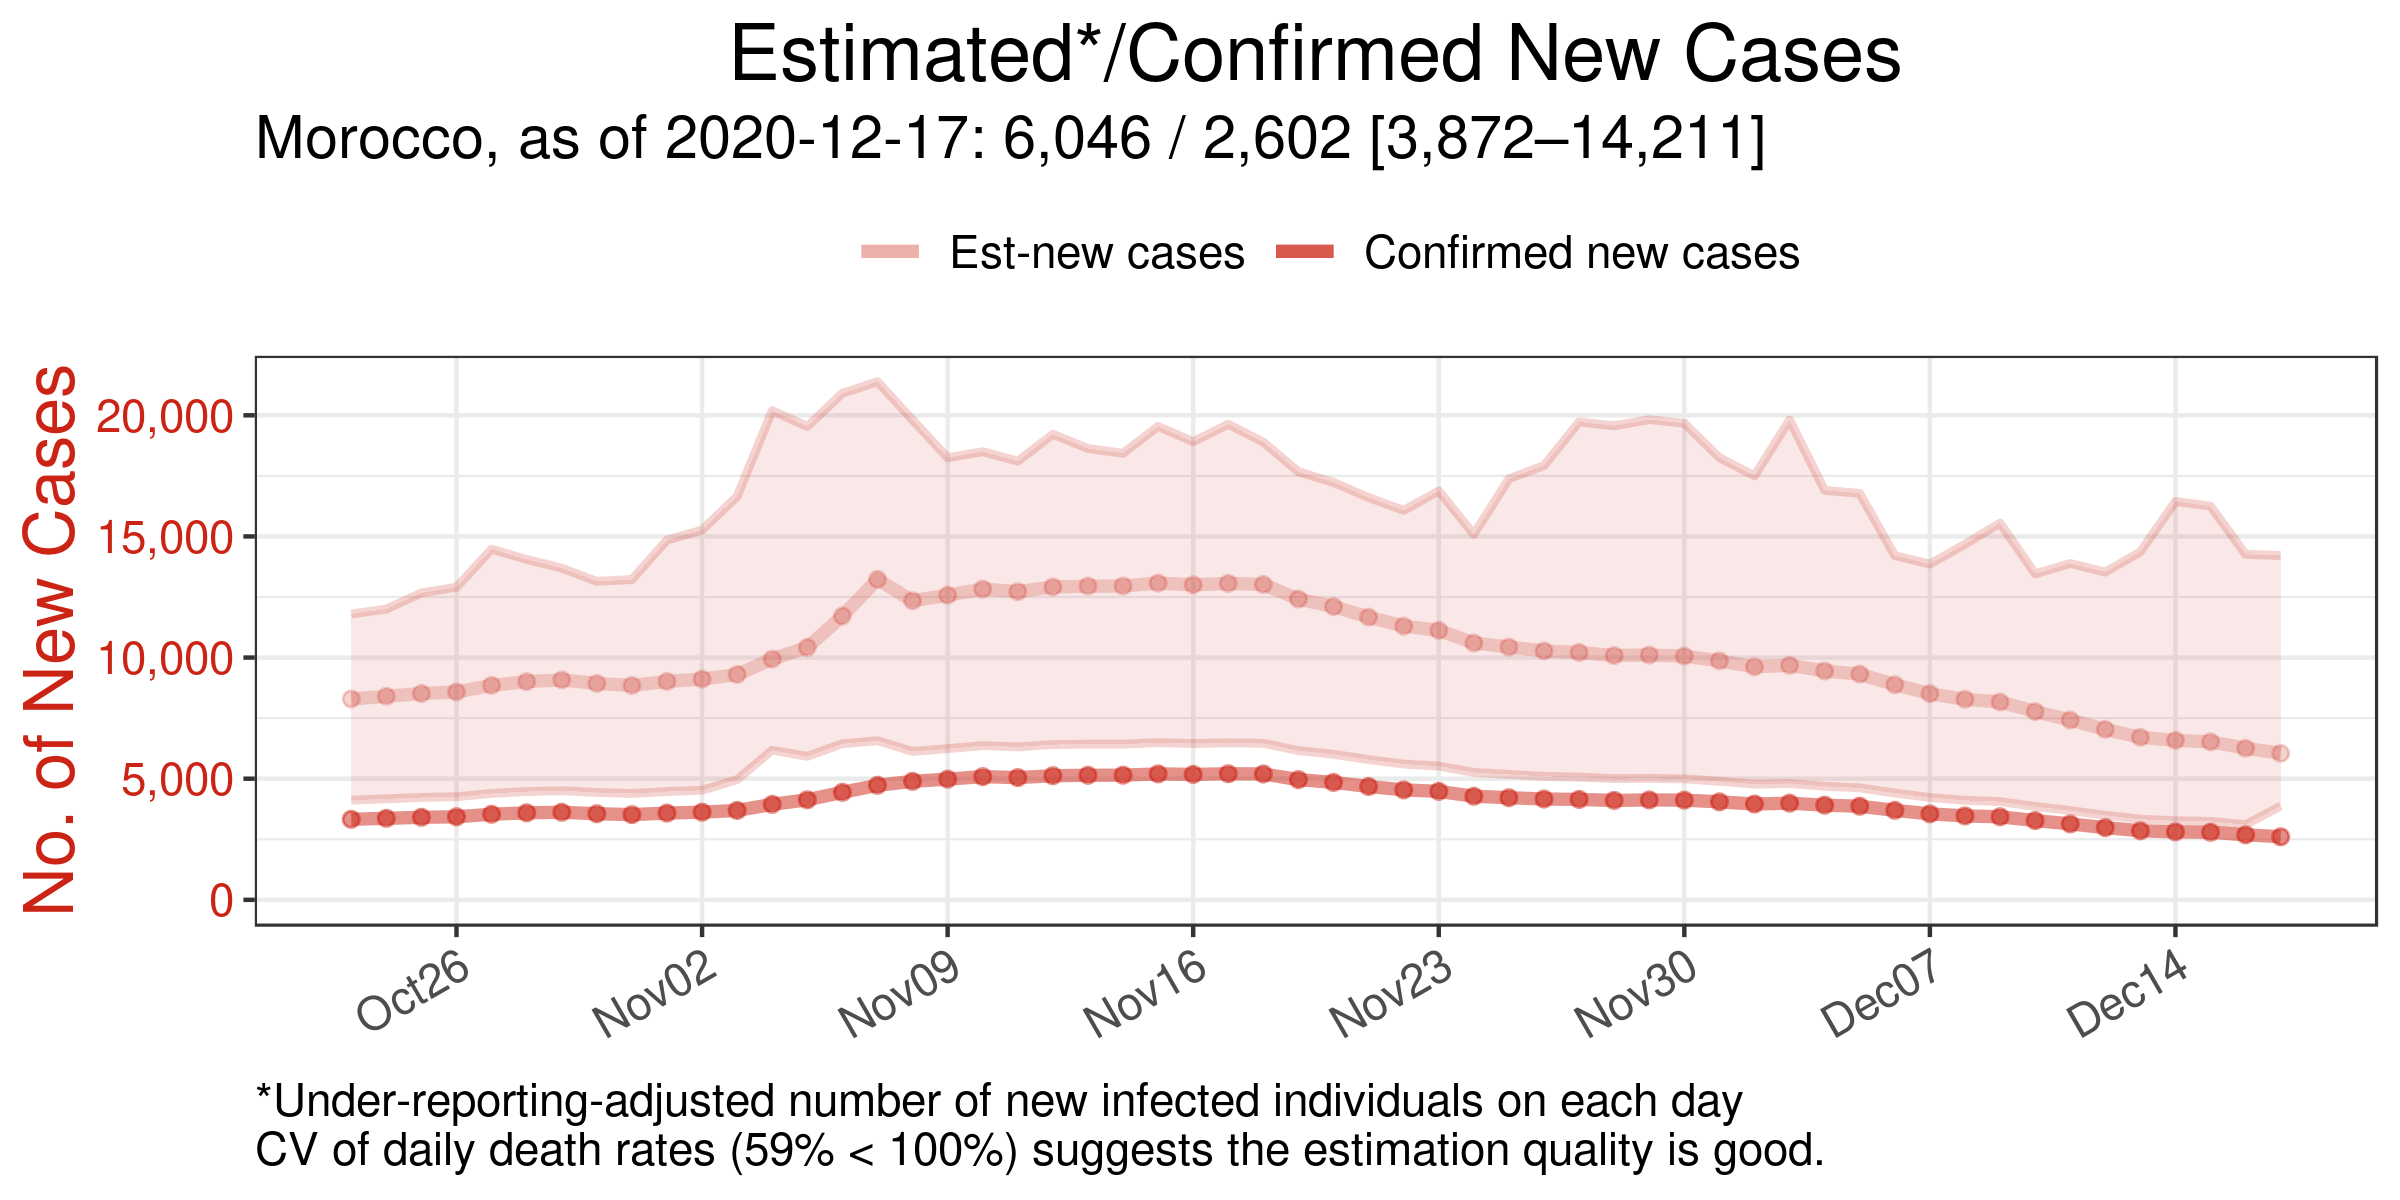 Estimated*/Confirmed New Cases
Morocco, as of 2020-12-17: 6,046 / 2,602 [3,872–14,211]
Est-new cases Confirmed new cases
No. of New Cases
20,000
15,000
10,000
5,000
0
Oct26 Nov02 Nov09 Nov16 Nov23 Nov30 Dec07 Dec14
*Under-reporting-adjusted number of new infected individuals on each day
CV of daily death rates (59% < 100%) suggests the estimation quality is good.